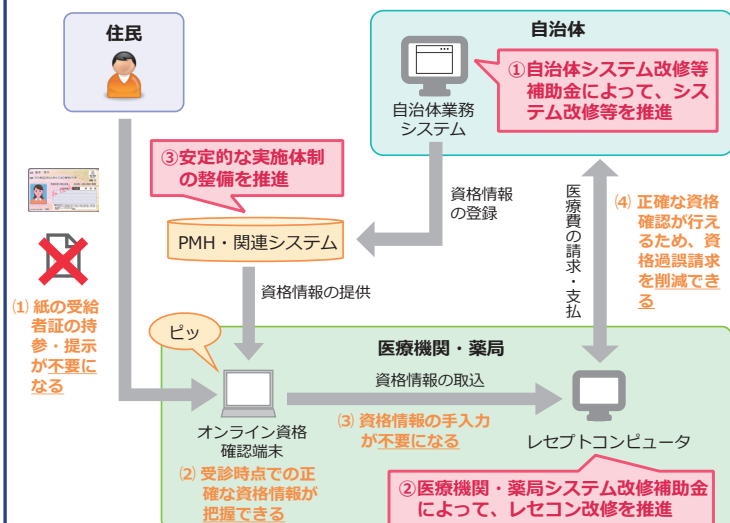 住民
自治体
自治体業務
システム
①自治体システム改修等
補助金によって、シス
テム改修等を推進
③安定的な実施体制
の整備を推進
PMH・関連システム
資格情報
の登録
医療費の請求・支払
(4) 正確な資格
確認が行え
るため、資
格過誤請求
を削減でき
る
(1) 紙の受給
者証の持
参・提示
が不要に
なる
資格情報の提供
ピッ
医療機関・薬局
資格情報の取込
オンライン資格
確認端末
(3) 資格情報の手入力
が不要になる
レセプトコンピュータ
(2) 受診時点での正
確な資格情報が
把握できる
②医療機関・薬局システム改修補助金
によって、レセコン改修を推進